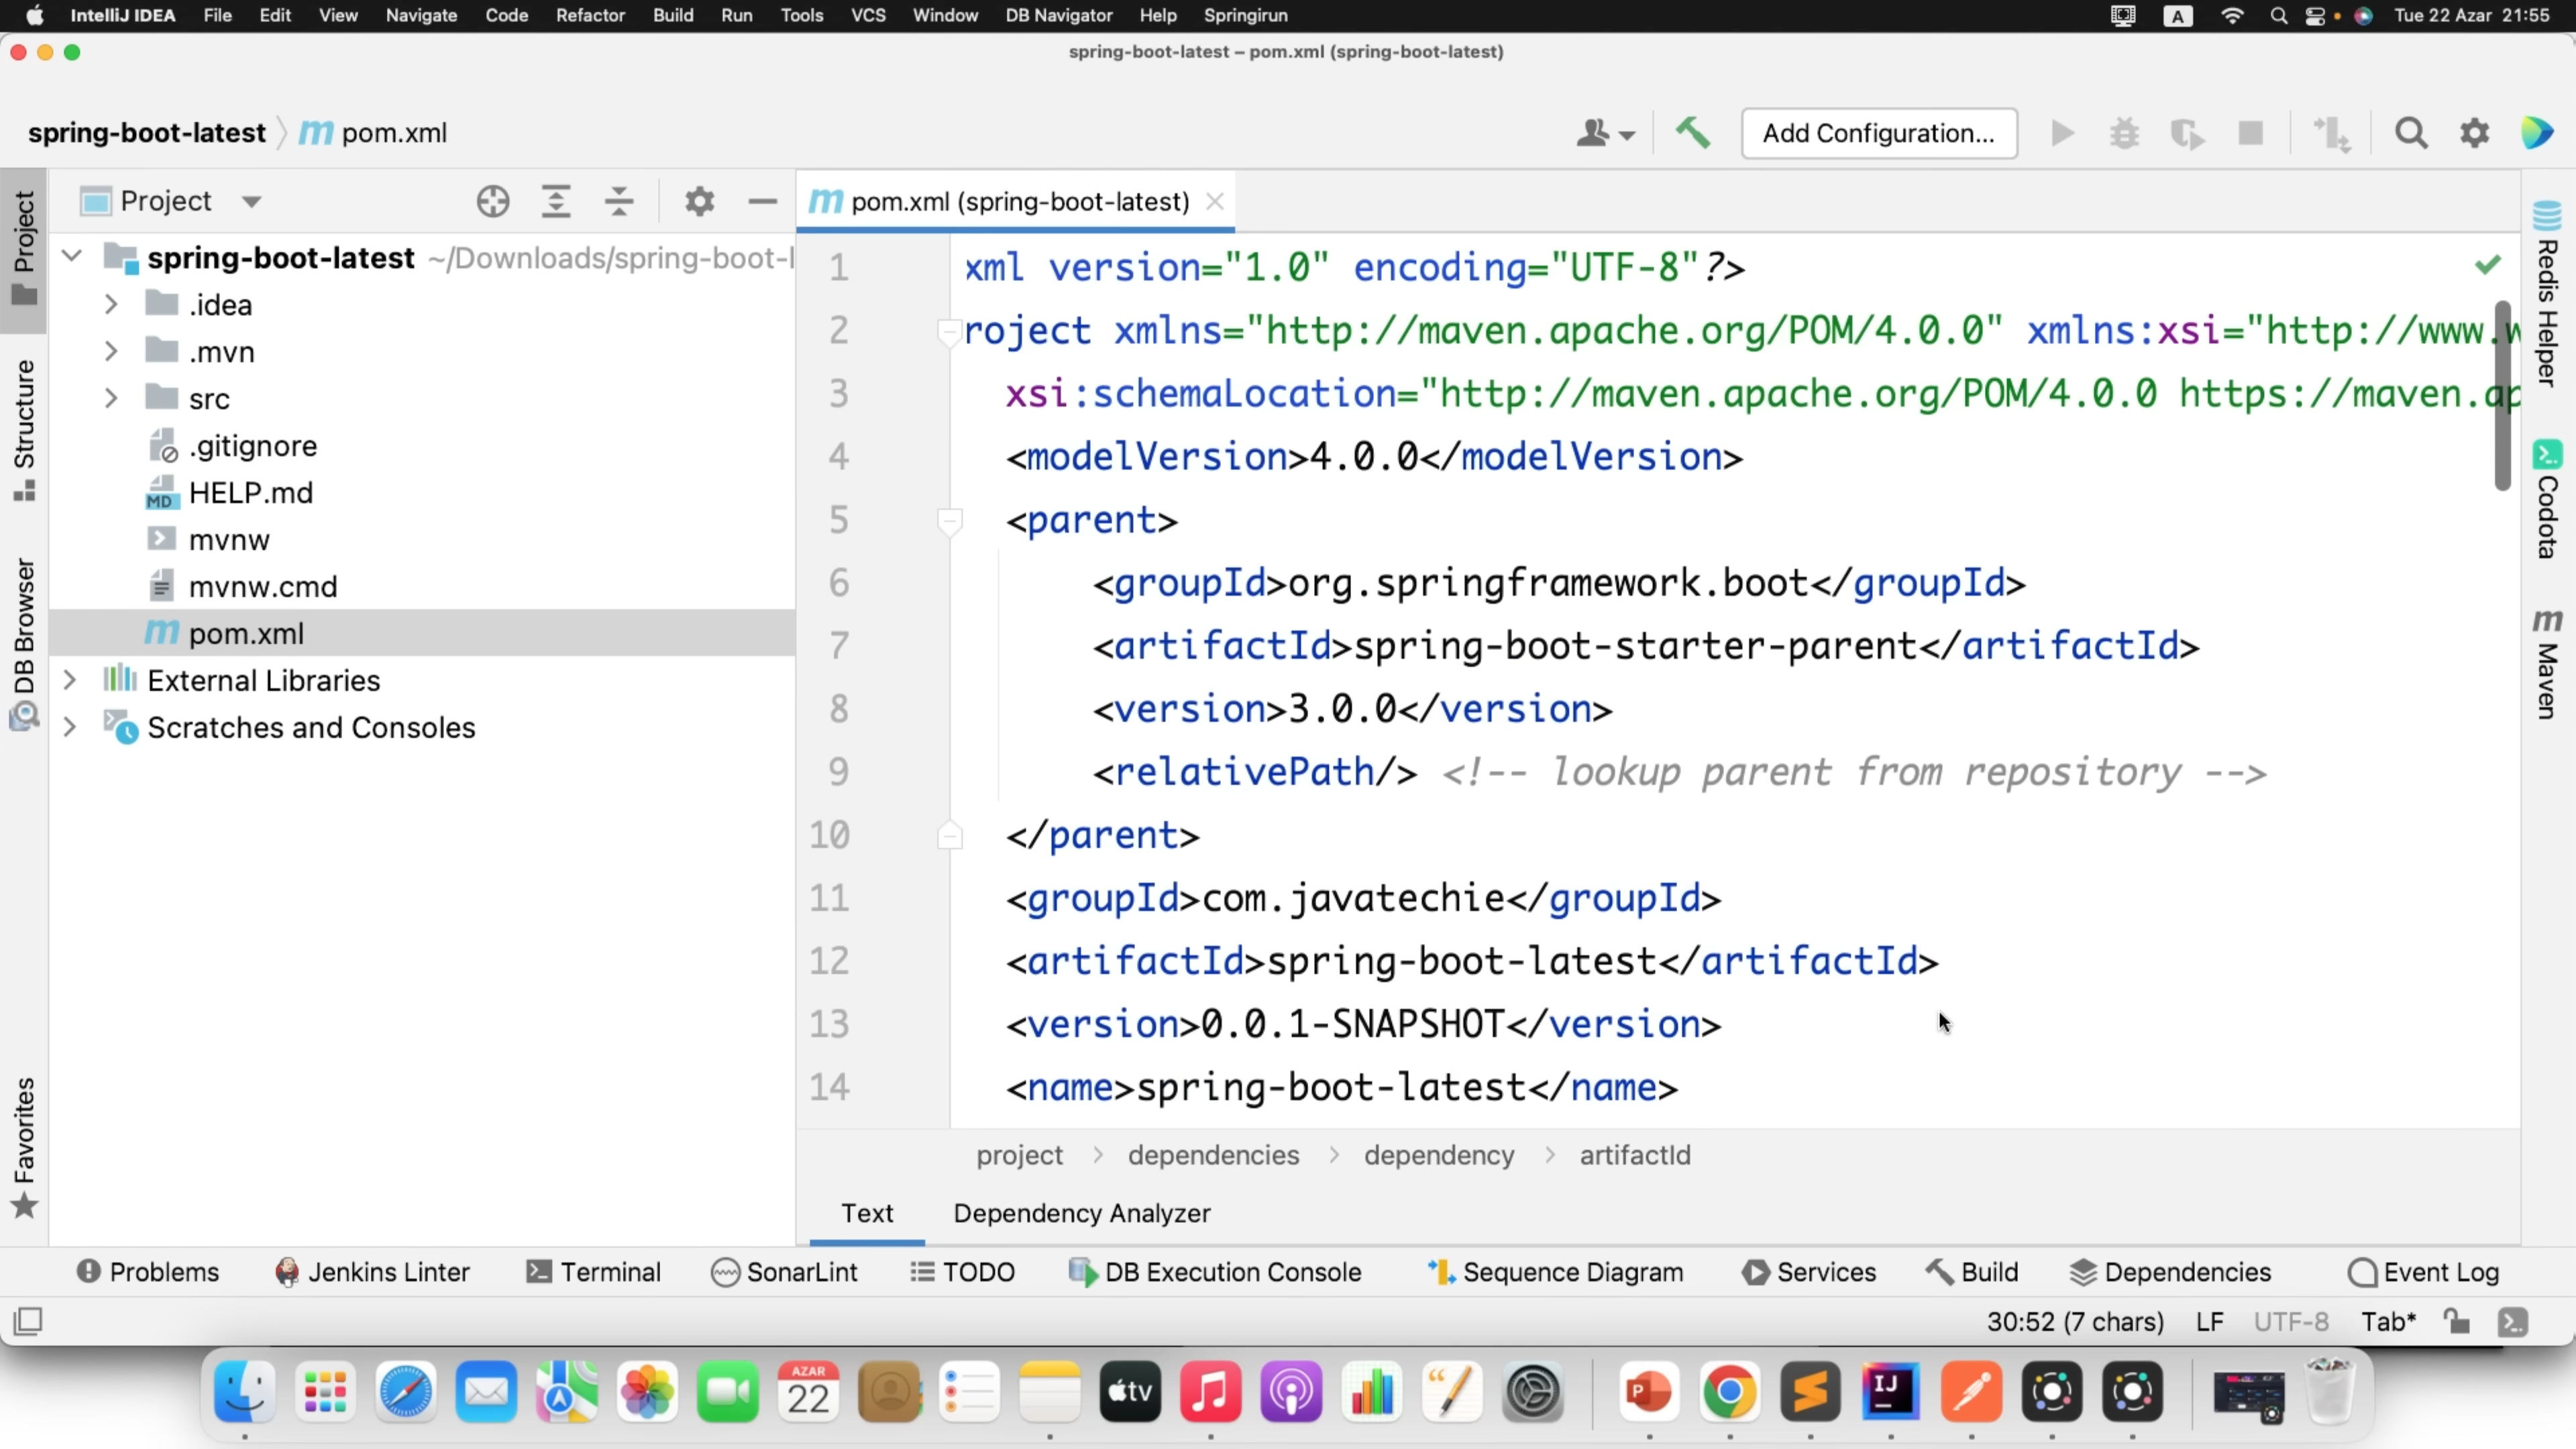 IntelliJ IDEA File Edit View Navigate Code Refactor Build Run Tools VCS Window DB Navigator Help Springirun A Tue 22 Azar 21:55
spring-boot-latest – pom.xml (spring-boot-latest)
spring-boot-latest pom.xml Add Configuration...
Project
Project
pom.xml (spring-boot-latest)
spring-boot-latest ~/Downloads/spring-boot-l
.idea
.mvn
src
.gitignore
HELP.md
mvnw
mvnw.cmd
pom.xml
External Libraries
Scratches and Consoles
Structure
DB Browser
Favorites
1 xml version="1.0" encoding="UTF-8"?>
2 roject xmlns="http://maven.apache.org/POM/4.0.0" xmlns:xsi="http://www.w
3 xsi:schemaLocation="http://maven.apache.org/POM/4.0.0 https://maven.ap
4 <modelVersion>4.0.0</modelVersion>
5 <parent>
6 <groupId>org.springframework.boot</groupId>
7 <artifactId>spring-boot-starter-parent</artifactId>
8 <version>3.0.0</version>
9 <relativePath/> <!-- lookup parent from repository -->
10 </parent>
11 <groupId>com.javatechie</groupId>
12 <artifactId>spring-boot-latest</artifactId>
13 <version>0.0.1-SNAPSHOT</version>
14 <name>spring-boot-latest</name>
Redis Helper
Codota
Maven
project dependencies dependency artifactId
Text Dependency Analyzer
Problems Jenkins Linter Terminal SonarLint TODO DB Execution Console Sequence Diagram Services Build Dependencies Event Log
30:52 (7 chars) LF UTF-8 Tab*
AZAR
22
tv
P
IJ